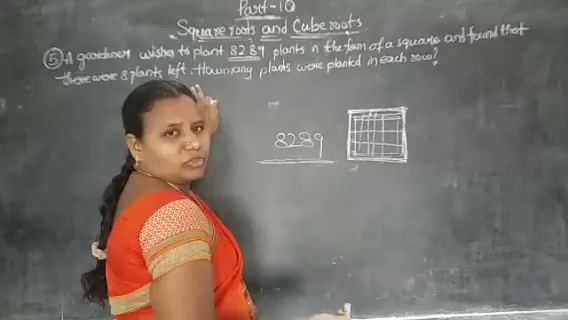 Part-10
Square roots and Cube roots
⑤ A gardener wishes to plant 8289 plants in the form of a square and found that
there were 8 plants left. How many plants were planted in each row?
8289